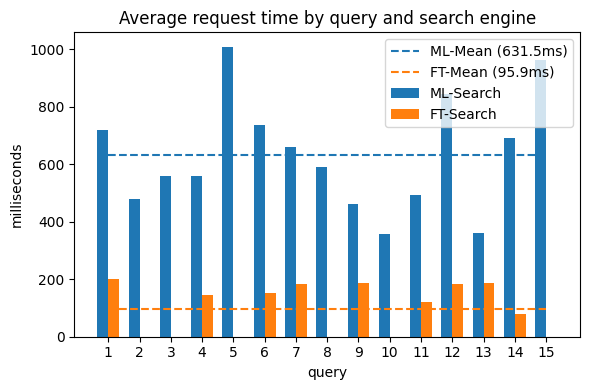 Average request time by query and search engine
ML-Mean (631.5ms)
FT-Mean (95.9ms)
ML-Search
FT-Search
milliseconds
1000
800
600
400
200
0
1 2 3 4 5 6 7 8 9 10 11 12 13 14 15
query